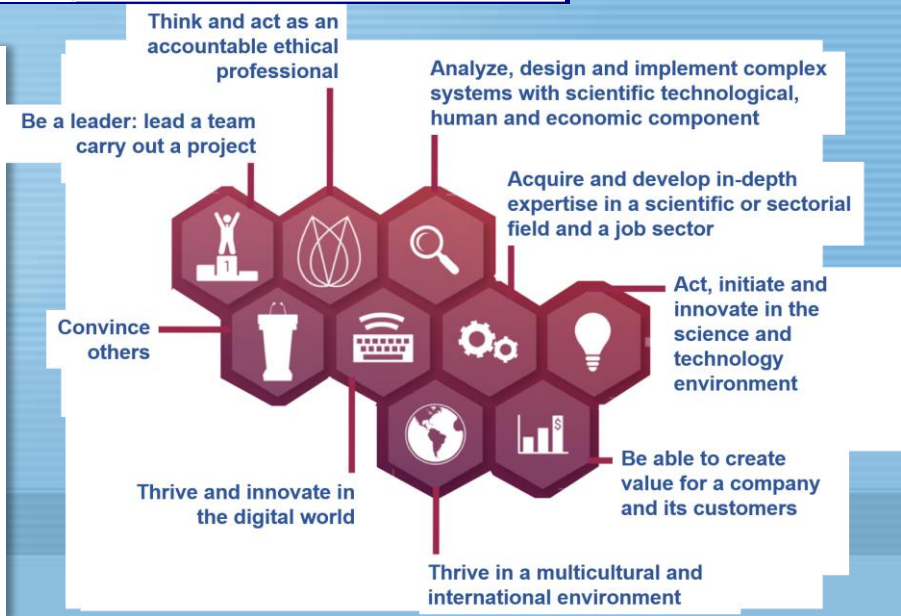 Think and act as an
accountable ethical
professional
Analyze, design and implement complex
systems with scientific technological,
human and economic component
Be a leader: lead a team
carry out a project
Acquire and develop in-depth
expertise in a scientific or sectorial
field and a job sector
1
Act, initiate and
innovate in the
science and
technology
environment
Convince
others
$
Be able to create
value for a company
and its customers
Thrive and innovate in
the digital world
Thrive in a multicultural and
international environment